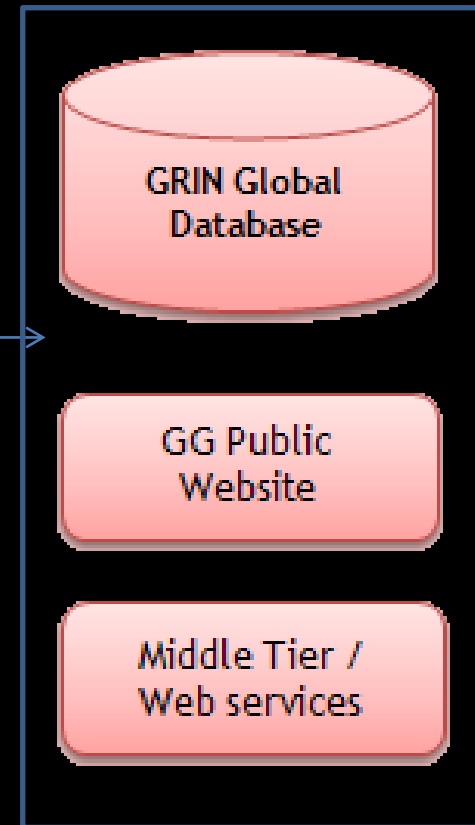 GRIN Global
Database
GG Public
Website
Middle Tier /
Web services